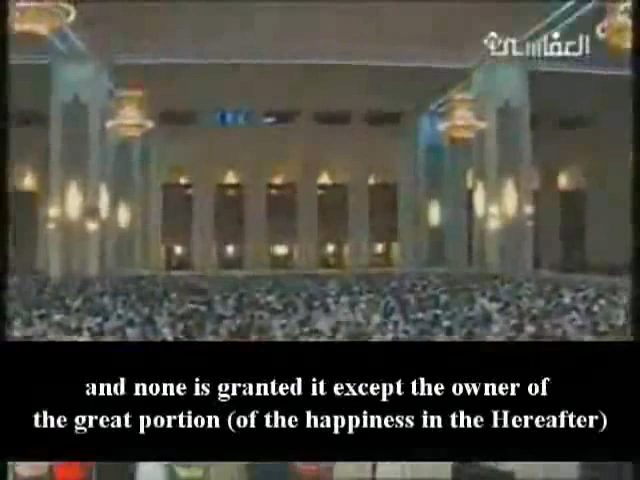 العفاسي
and none is granted it except the owner of
the great portion (of the happiness in the Hereafter)